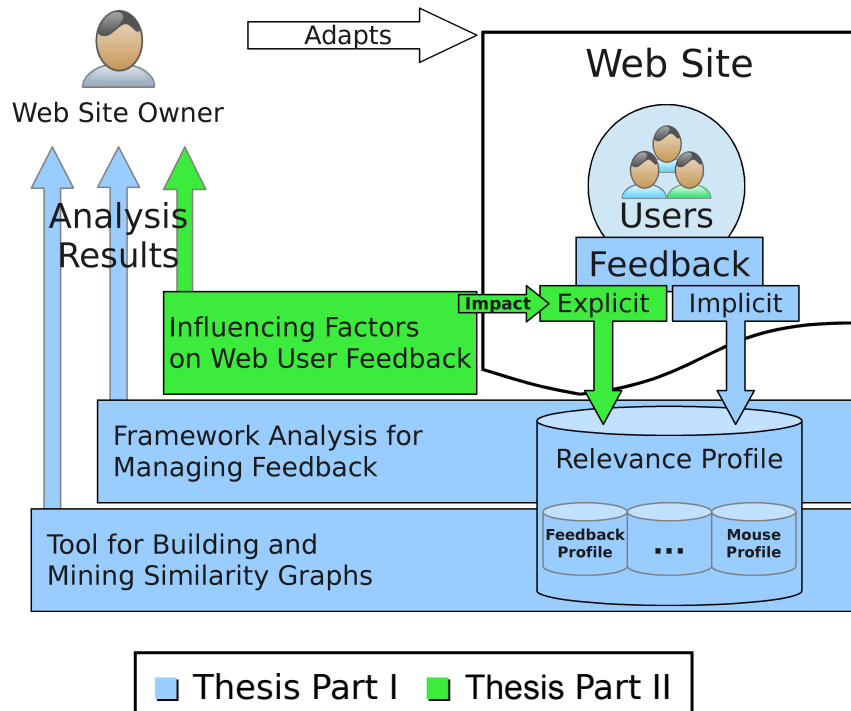 Adapts
Web Site
Web Site Owner
Users
Analysis
Results
Feedback
Impact
Explicit
Implicit
Influencing Factors
on Web User Feedback
Framework Analysis for
Managing Feedback
Relevance Profile
Tool for Building and
Mining Similarity Graphs
Feedback
Profile
...
Mouse
Profile
Thesis Part I
Thesis Part II